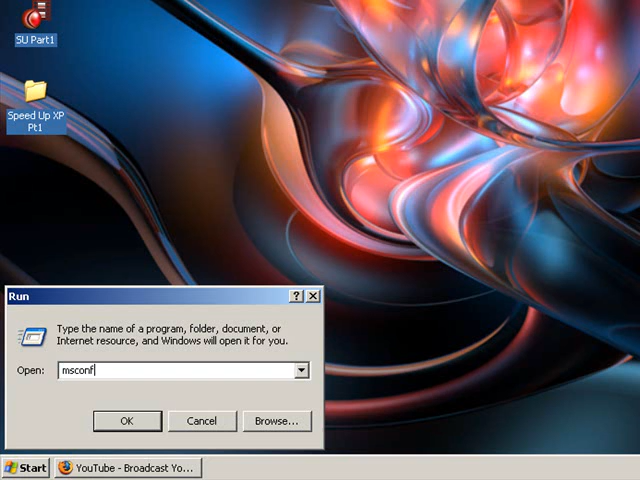 SU Part1
Speed Up XP
Pt1
Run
Type the name of a program, folder, document, or
Internet resource, and Windows will open it for you.
Open: msconf
OK Cancel Browse...
Start YouTube - Broadcast Yo...